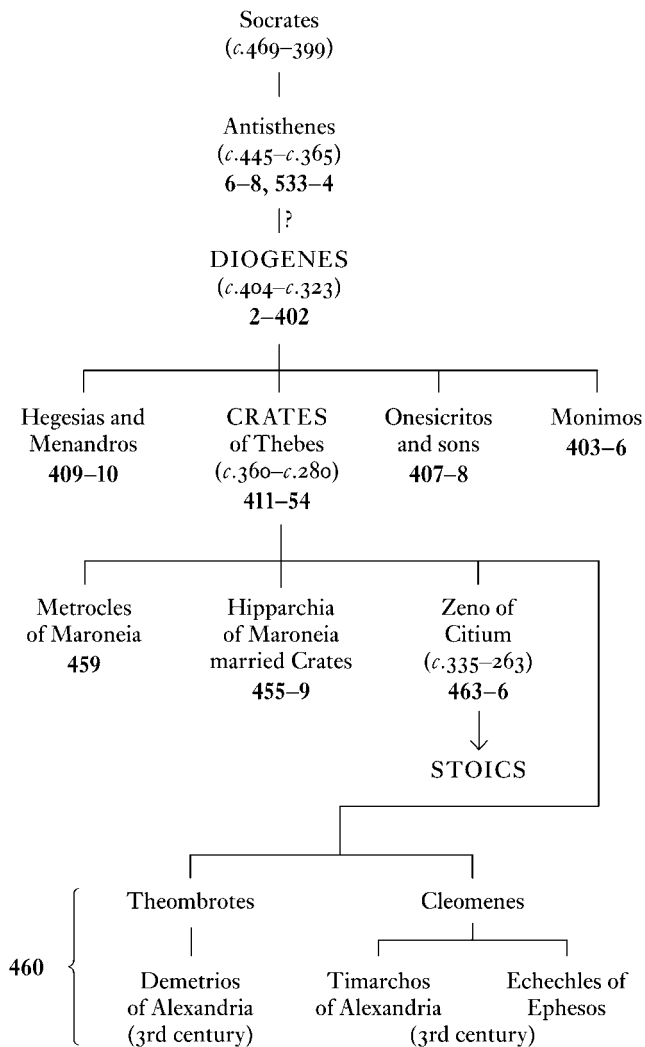 Socrates
(c.469–399)
Antisthenes
(c.445–c.365)
6–8, 533–4
?
DIOGENES
(c.404–c.323)
2–402
Hegesias and
Menandros
409–10
CRATES
of Thebes
(c.360–c.280)
411–54
Onesicritos
and sons
407–8
Monimos
403–6
Metrocles
of Maroneia
459
Hipparchia
of Maroneia
married Crates
455–9
Zeno of
Citium
(c.335–263)
463–6
STOICS
460
Theombrotes
Cleomenes
Demetrios
of Alexandria
(3rd century)
Timarchos
of Alexandria
Echechles of
Ephesos
(3rd century)